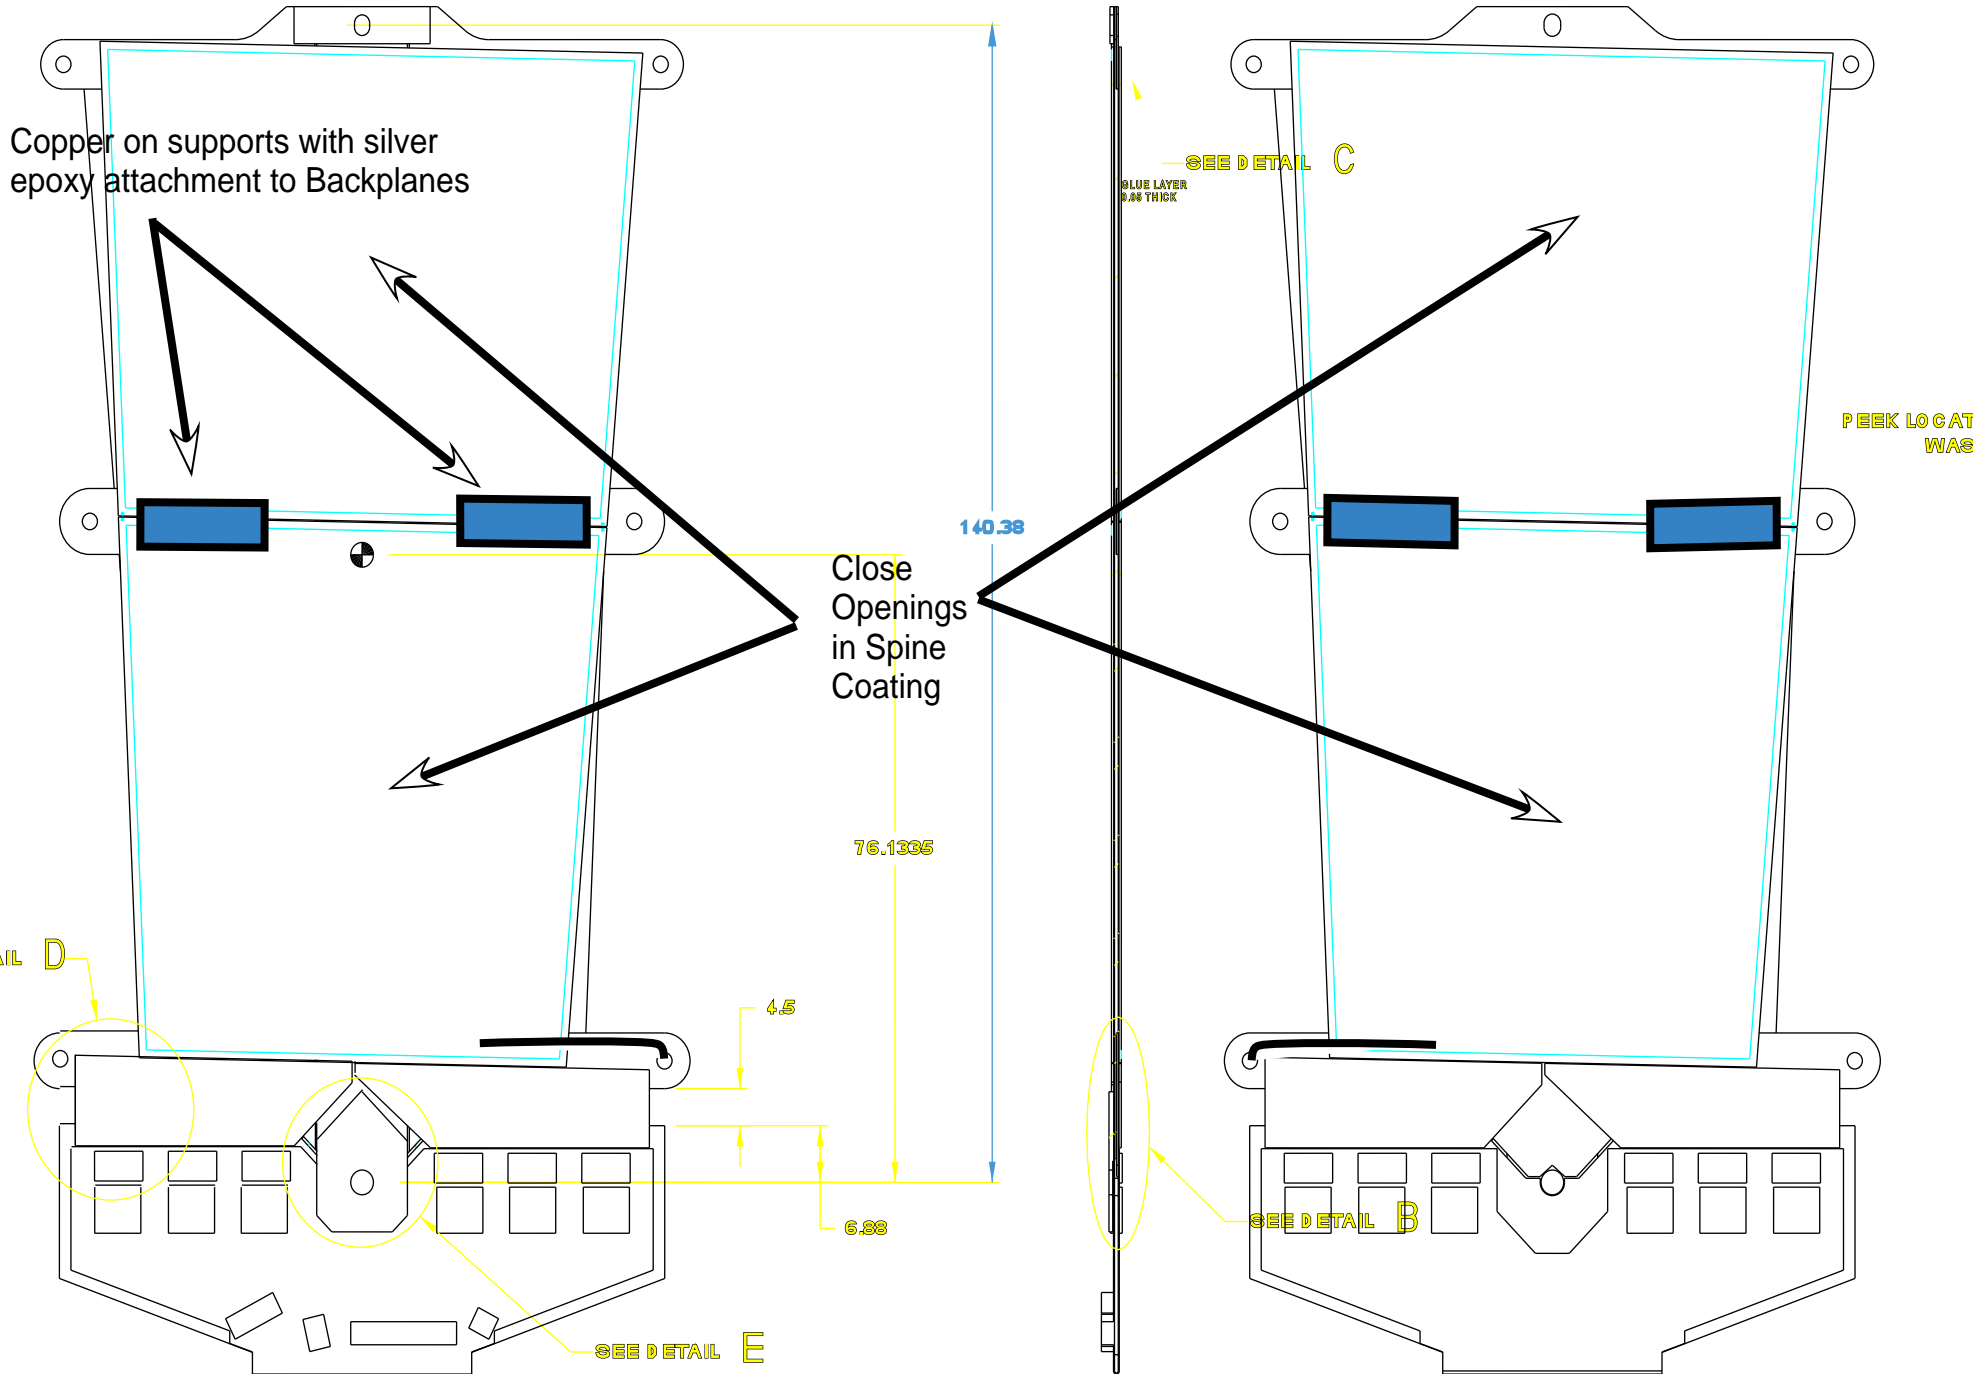 Copper on supports with silver
epoxy attachment to Backplanes
SEE DETAIL C
GLUE LAYER
0.05 THICK
PEEK LOCAT
WAS
140.38
Close
Openings
in Spine
Coating
76.1335
AIL D
4.5
6.88
SEE DETAIL B
SEE DETAIL E